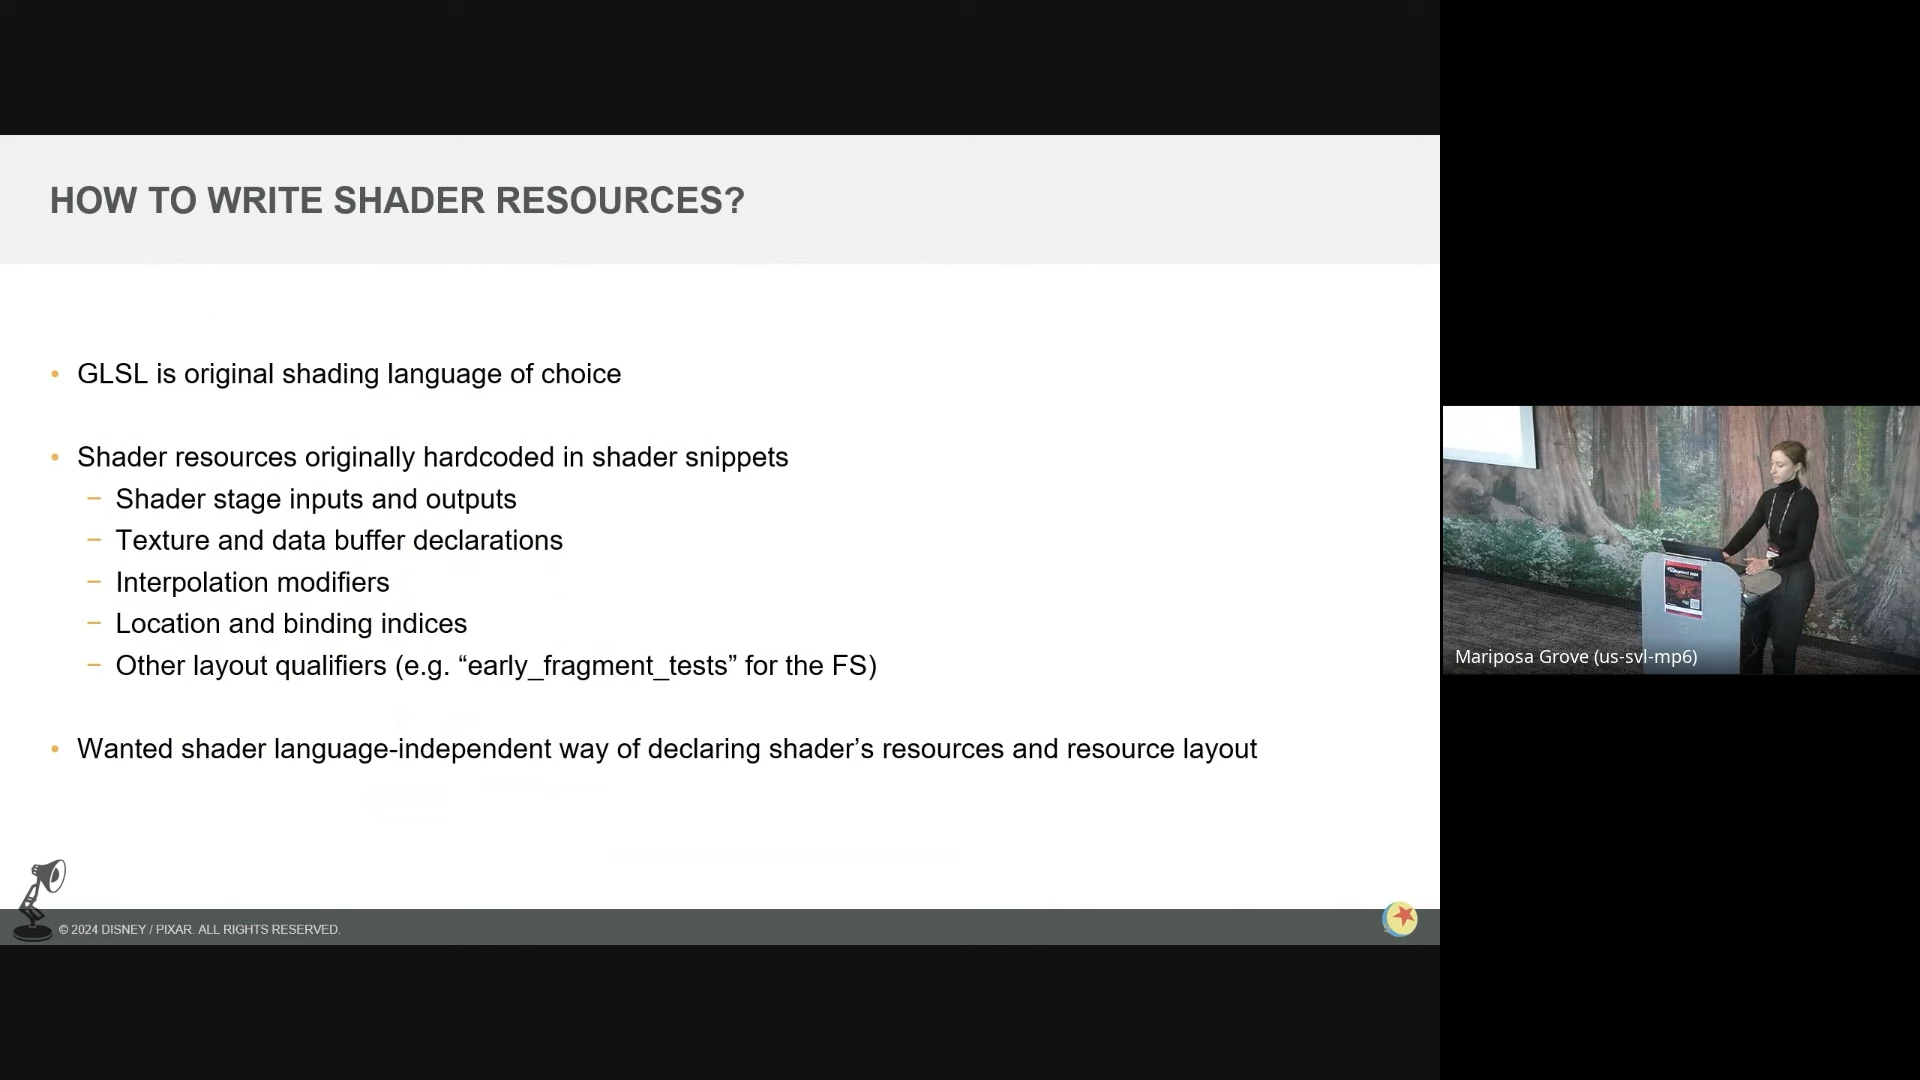 HOW TO WRITE SHADER RESOURCES?
• GLSL is original shading language of choice
• Shader resources originally hardcoded in shader snippets
– Shader stage inputs and outputs
– Texture and data buffer declarations
– Interpolation modifiers
– Location and binding indices
– Other layout qualifiers (e.g. “early_fragment_tests” for the FS)
• Wanted shader language-independent way of declaring shader’s resources and resource layout
© 2024 DISNEY / PIXAR. ALL RIGHTS RESERVED.
Mariposa Grove (us-svl-mp6)